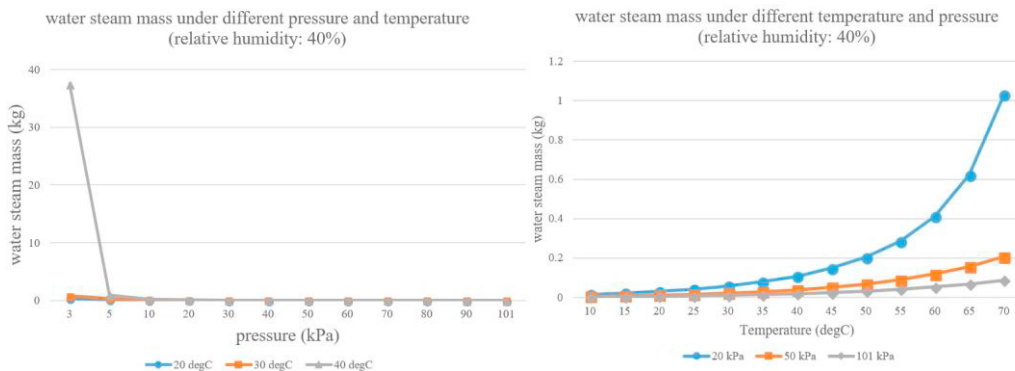 water steam mass under different pressure and temperature
(relative humidity: 40%)
water steam mass (kg)
40
30
20
10
0
3 5 10 20 30 40 50 60 70 80 90 101
pressure (kPa)
20 degC 30 degC 40 degC
water steam mass under different temperature and pressure
(relative humidity: 40%)
water steam mass (kg)
1.2
1
0.8
0.6
0.4
0.2
0
10 15 20 25 30 35 40 45 50 55 60 65 70
Temperature (degC)
20 kPa 50 kPa 101 kPa